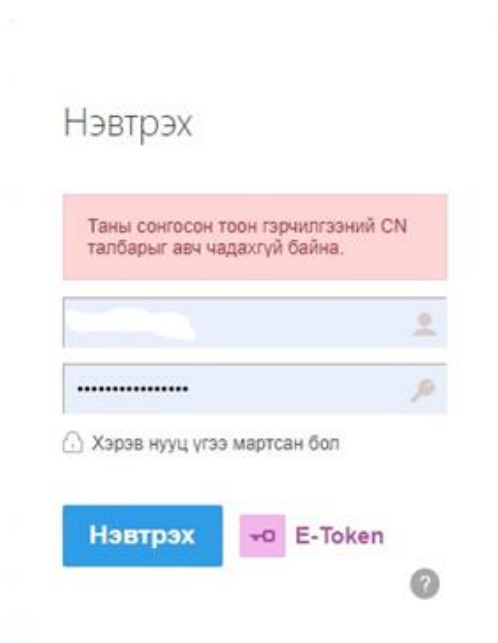 Нэвтрэх
Таны сонгосон тоон гэрчилгээний CN
талбарыг авч чадахгүй байна.
••••••••••••••••
Хэрэв нууц үгээ мартсан бол
Нэвтрэх
E-Token
?